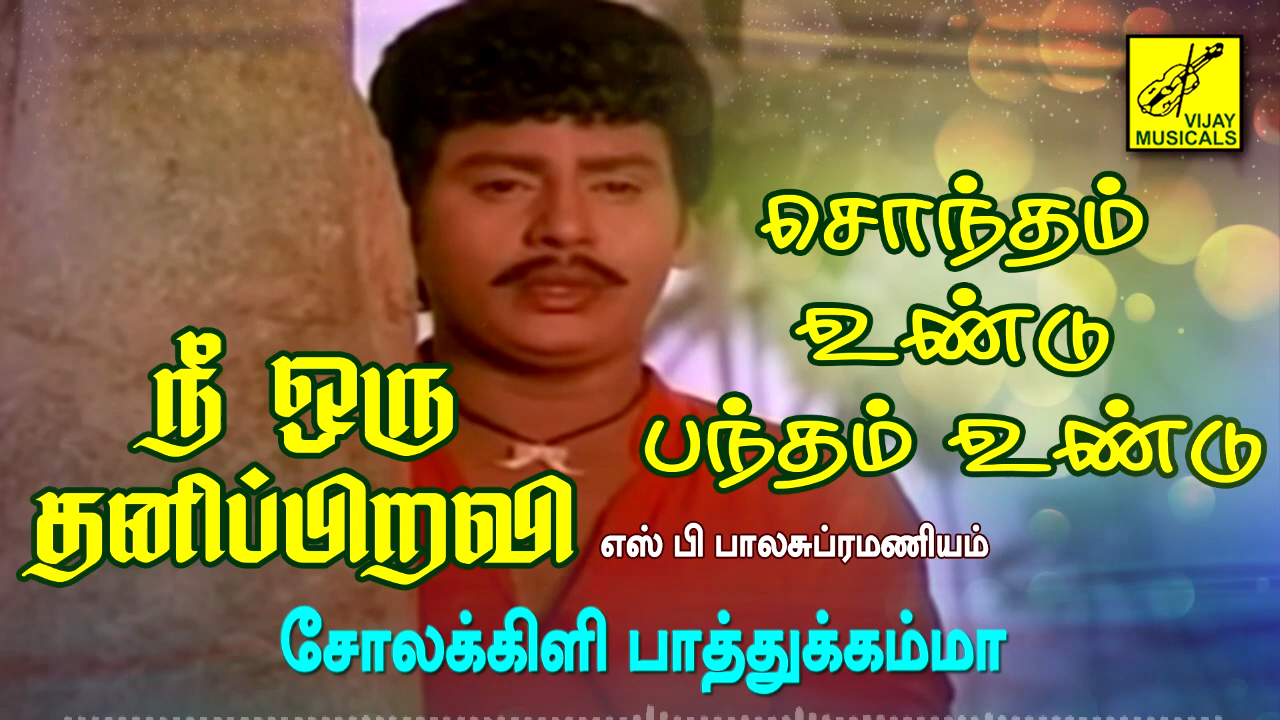 VIJAY
MUSICALS
சொந்தம்
உண்டு
பந்தம் உண்டு
நீ ஒரு
தனிப்பிறவி
எஸ் பி பாலசுப்ரமணியம்
சோலக்கிளி பாத்துக்கம்மா